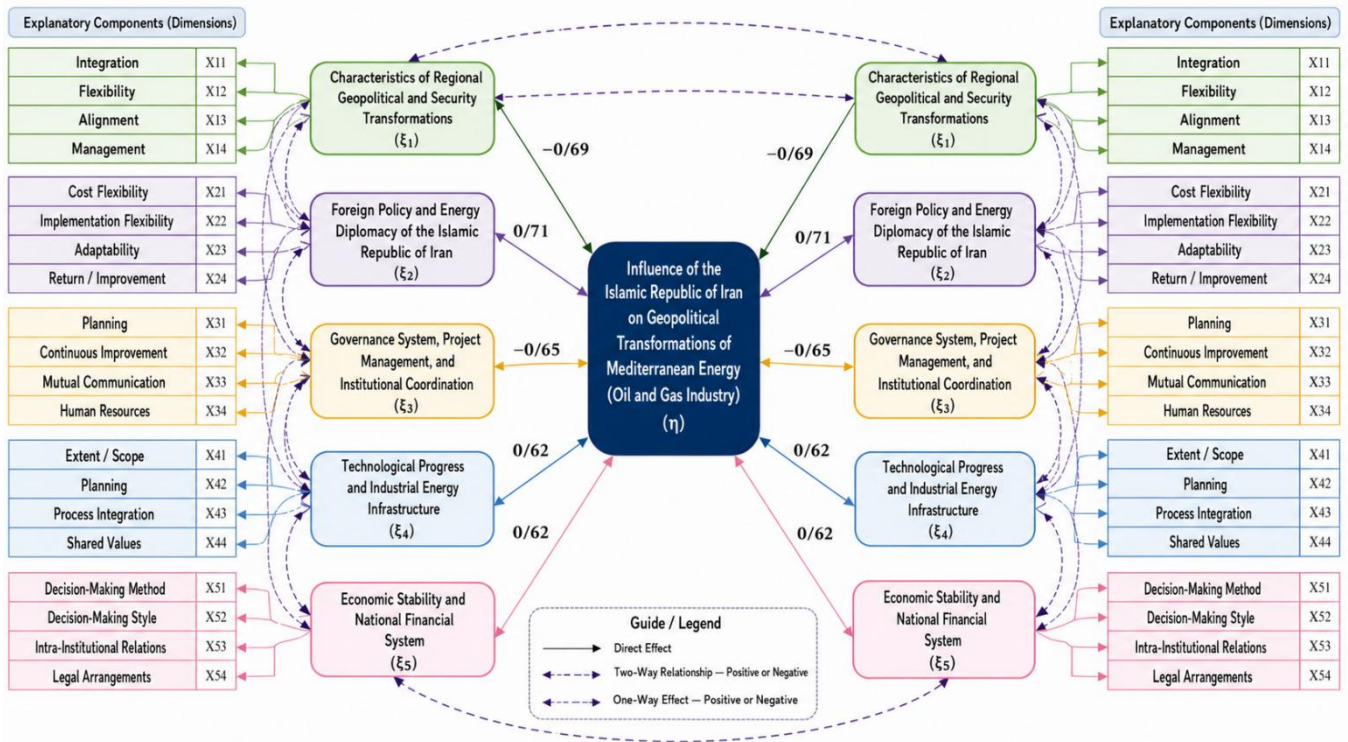 Explanatory Components (Dimensions)
Integration X11
Flexibility X12
Alignment X13
Management X14
Cost Flexibility X21
Implementation Flexibility X22
Adaptability X23
Return / Improvement X24
Planning X31
Continuous Improvement X32
Mutual Communication X33
Human Resources X34
Extent / Scope X41
Planning X42
Process Integration X43
Shared Values X44
Decision-Making Method X51
Decision-Making Style X52
Intra-Institutional Relations X53
Legal Arrangements X54
Characteristics of Regional
Geopolitical and Security
Transformations
(ξ₁)
Foreign Policy and Energy
Diplomacy of the Islamic
Republic of Iran
(ξ₂)
Governance System, Project
Management, and
Institutional Coordination
(ξ₃)
Technological Progress
and Industrial Energy
Infrastructure
(ξ₄)
Economic Stability and
National Financial
System
(ξ₅)
−0/69
0/71
−0/65
0/62
0/62
Influence of the
Islamic Republic of Iran
on Geopolitical
Transformations of
Mediterranean Energy
(Oil and Gas Industry)
(η)
−0/69
0/71
−0/65
0/62
0/62
Characteristics of Regional
Geopolitical and Security
Transformations
(ξ₁)
Foreign Policy and Energy
Diplomacy of the Islamic
Republic of Iran
(ξ₂)
Governance System, Project
Management, and
Institutional Coordination
(ξ₃)
Technological Progress
and Industrial Energy
Infrastructure
(ξ₄)
Economic Stability and
National Financial
System
(ξ₅)
Explanatory Components (Dimensions)
Integration X11
Flexibility X12
Alignment X13
Management X14
Cost Flexibility X21
Implementation Flexibility X22
Adaptability X23
Return / Improvement X24
Planning X31
Continuous Improvement X32
Mutual Communication X33
Human Resources X34
Extent / Scope X41
Planning X42
Process Integration X43
Shared Values X44
Decision-Making Method X51
Decision-Making Style X52
Intra-Institutional Relations X53
Legal Arrangements X54
Guide / Legend
Direct Effect
Two-Way Relationship — Positive or Negative
One-Way Effect — Positive or Negative